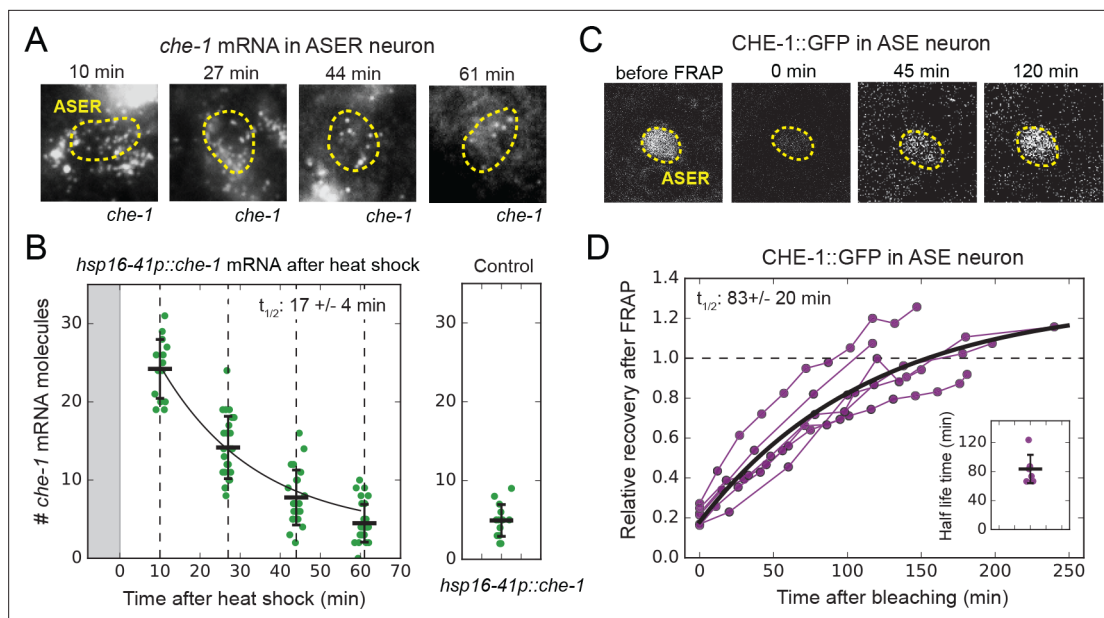 A
che-1 mRNA in ASER neuron
10 min 27 min 44 min 61 min
ASER
che-1 che-1 che-1 che-1
B
hsp16-41p::che-1 mRNA after heat shock
Control
t1/2: 17 +/- 4 min
# che-1 mRNA molecules
30
20
10
0
0 10 20 30 40 50 60 70
Time after heat shock (min)
30
20
10
0
hsp16-41p::che-1
C
CHE-1::GFP in ASE neuron
before FRAP 0 min 45 min 120 min
ASER
D
CHE-1::GFP in ASE neuron
t1/2: 83+/- 20 min
Relative recovery after FRAP
1.4
1.2
1.0
0.8
0.6
0.4
0.2
0.0
0 50 100 150 200 250
Time after bleaching (min)
Half life time (min)
120
80
40
0